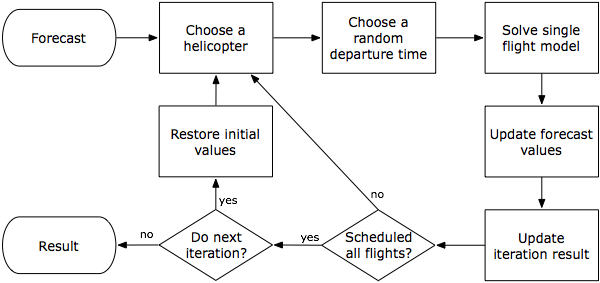 Forecast
Choose a
helicopter
Choose a
random
departure time
Solve single
flight model
Restore initial
values
Update forecast
values
yes
no
Result
no
Do next
iteration?
yes
Scheduled
all flights?
Update
iteration result